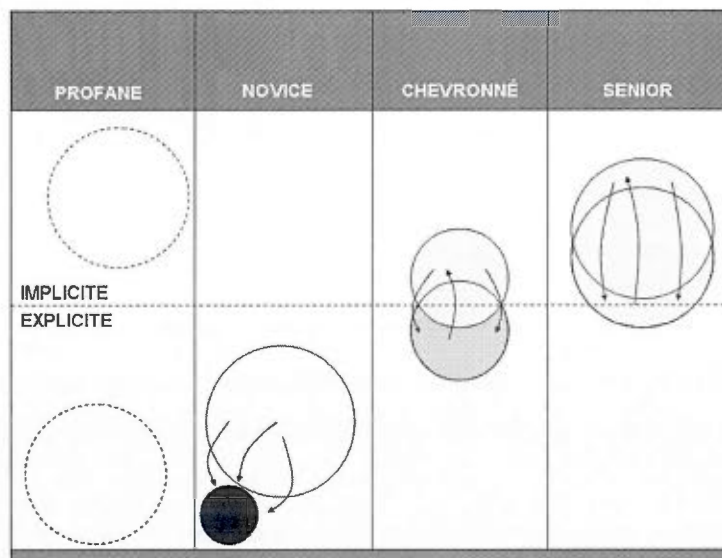 PROFANE
NOVICE
CHEVRONNÉ
SENIOR
IMPLICITE
EXPLICITE